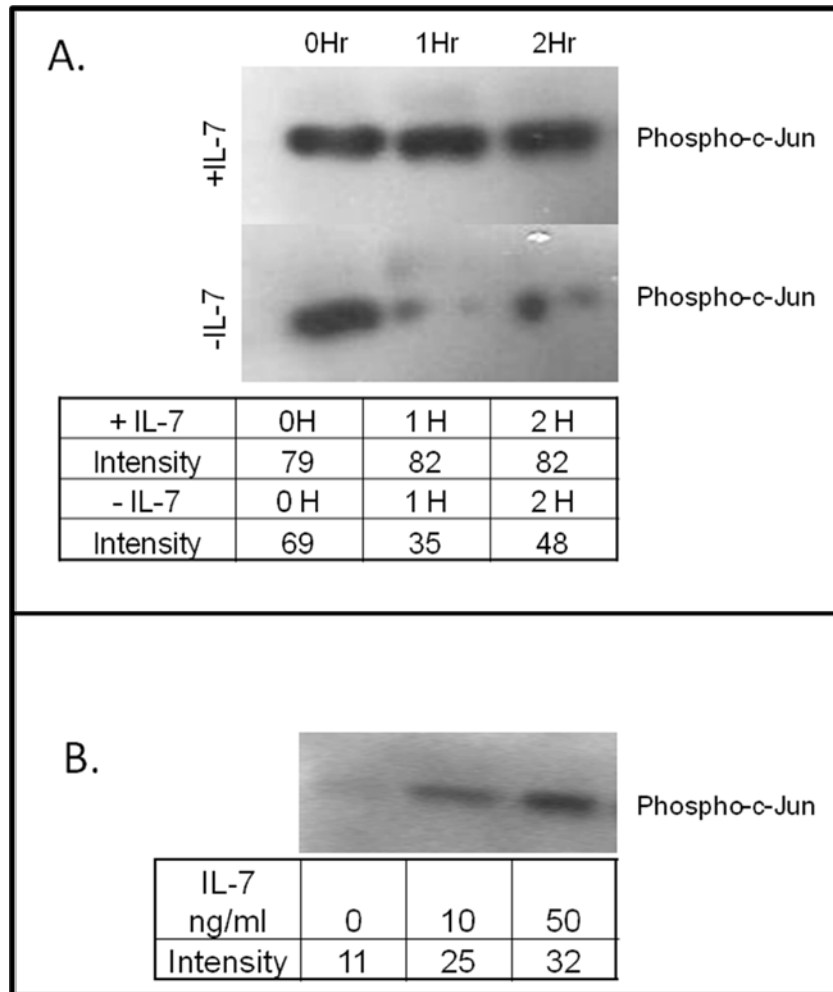 A.
0Hr 1Hr 2Hr
+IL-7
Phospho-c-Jun
-IL-7
Phospho-c-Jun
+ IL-7 0H 1 H 2 H
Intensity 79 82 82
- IL-7 0 H 1 H 2 H
Intensity 69 35 48
B.
Phospho-c-Jun
IL-7
ng/ml 0 10 50
Intensity 11 25 32